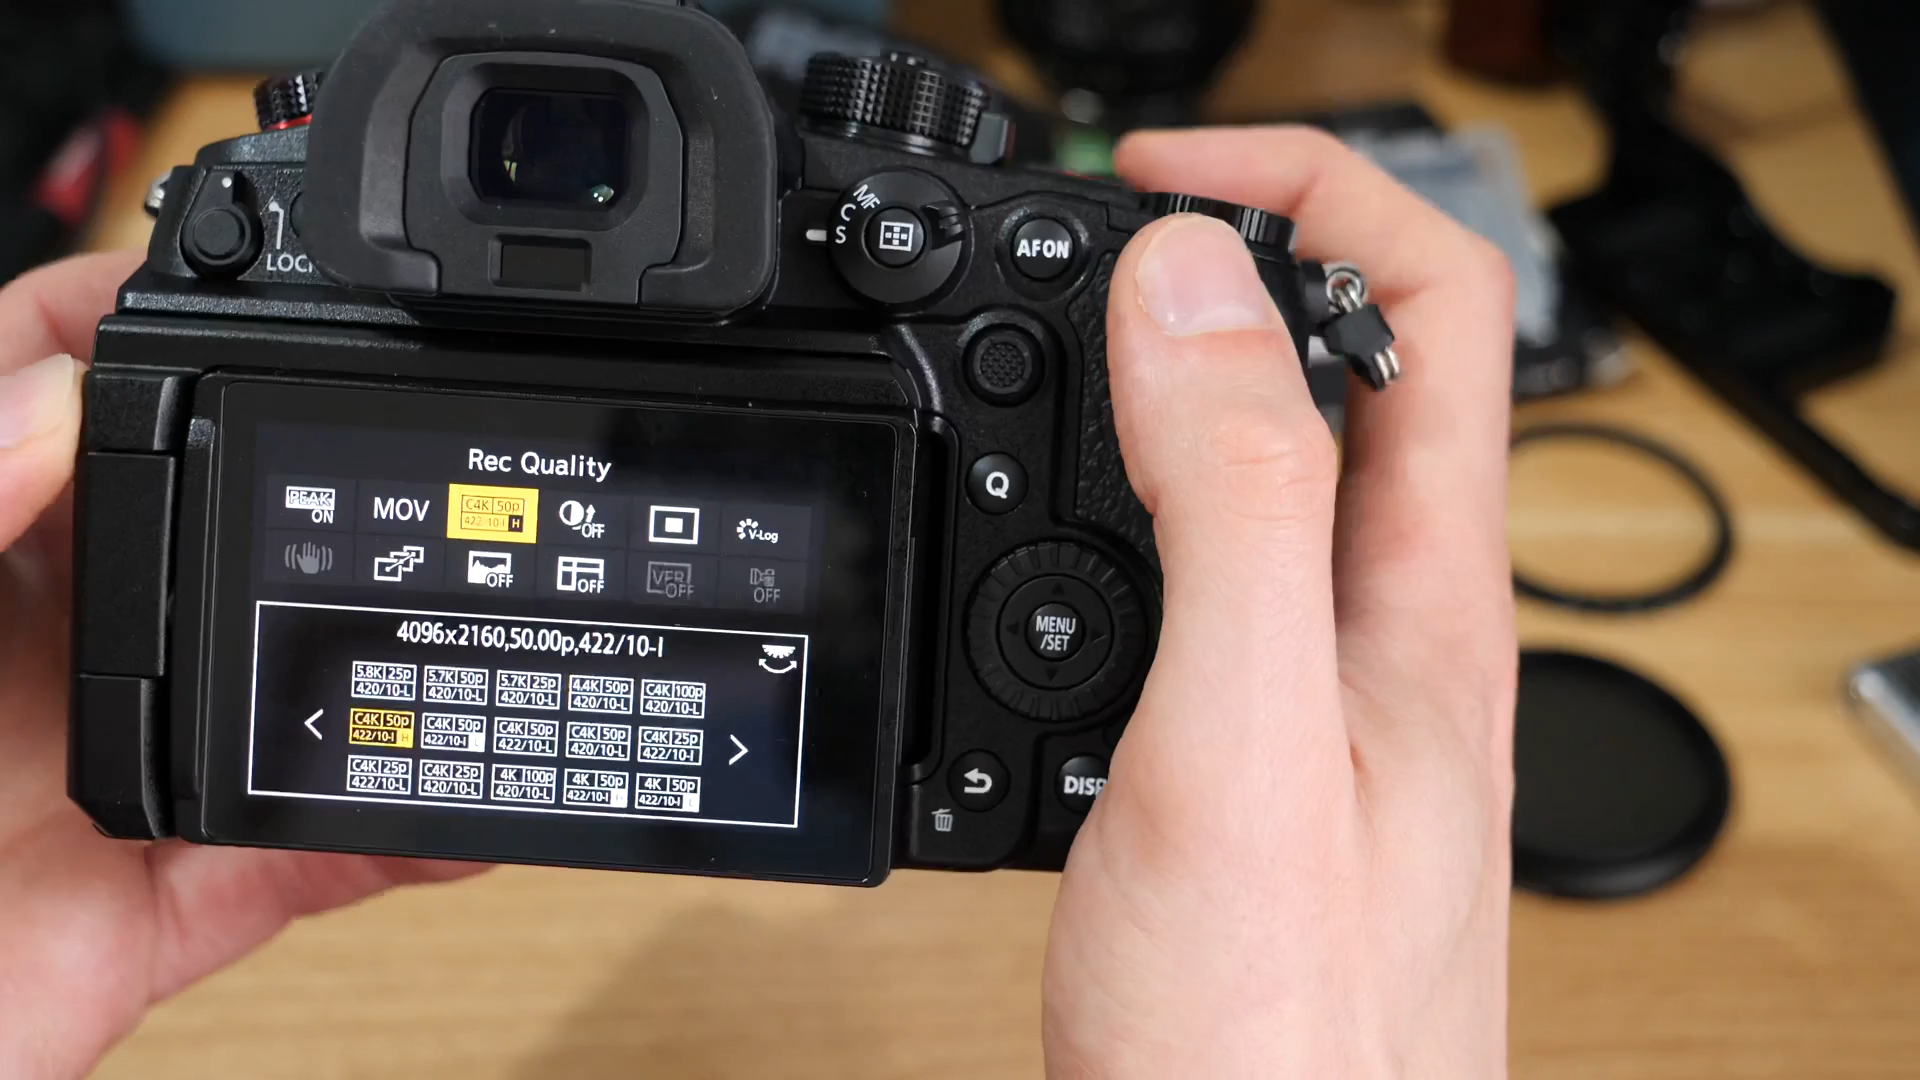 MF
C
S
AF ON
LOC
Rec Quality
PEAK ON
MOV
C4K 50p 422/10-I H
OFF
V-Log
OFF
OFF
OFF
OFF
4096x2160,50.00p,422/10-I
5.8K 25p 420/10-L
5.7K 50p 420/10-L
5.7K 25p 420/10-L
4.4K 50p 420/10-L
C4K 100p 420/10-L
C4K 50p 422/10-I H
C4K 50p 422/10-I L
C4K 50p 422/10-L
C4K 50p 420/10-L
C4K 25p 422/10-I
C4K 25p 422/10-L
C4K 25p 420/10-L
4K 100p 420/10-L
4K 50p 422/10-I
4K 50p 422/10-I L
Q
MENU
/SET
DISP